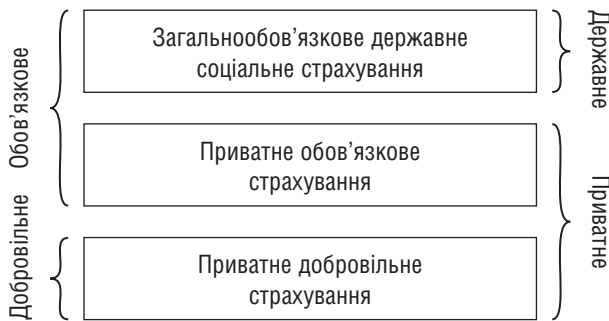 Загальнообов’язкове державне
соціальне страхування
Державне
Обов’язкове
Приватне обов’язкове
страхування
Приватне
Добровільне
Приватне добровільне
страхування